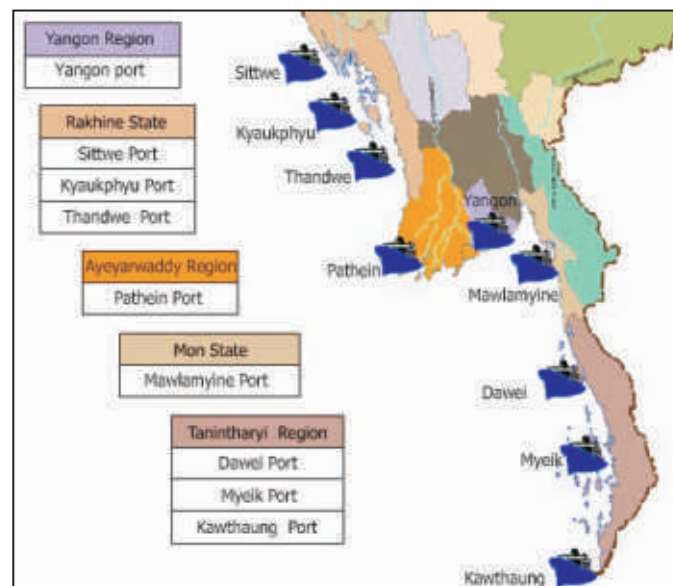 Yangon Region
Yangon port
Rakhine State
Sittwe Port
Kyaukphyu Port
Thandwe Port
Ayeyarwaddy Region
Pathein Port
Mon State
Mawlamyine Port
Tanintharyi Region
Dawei Port
Myeik Port
Kawthaung Port
Sittwe
Kyaukphyu
Thandwe
Yangon
Pathein
Mawlamyine
Dawei
Myeik
Kawthaung